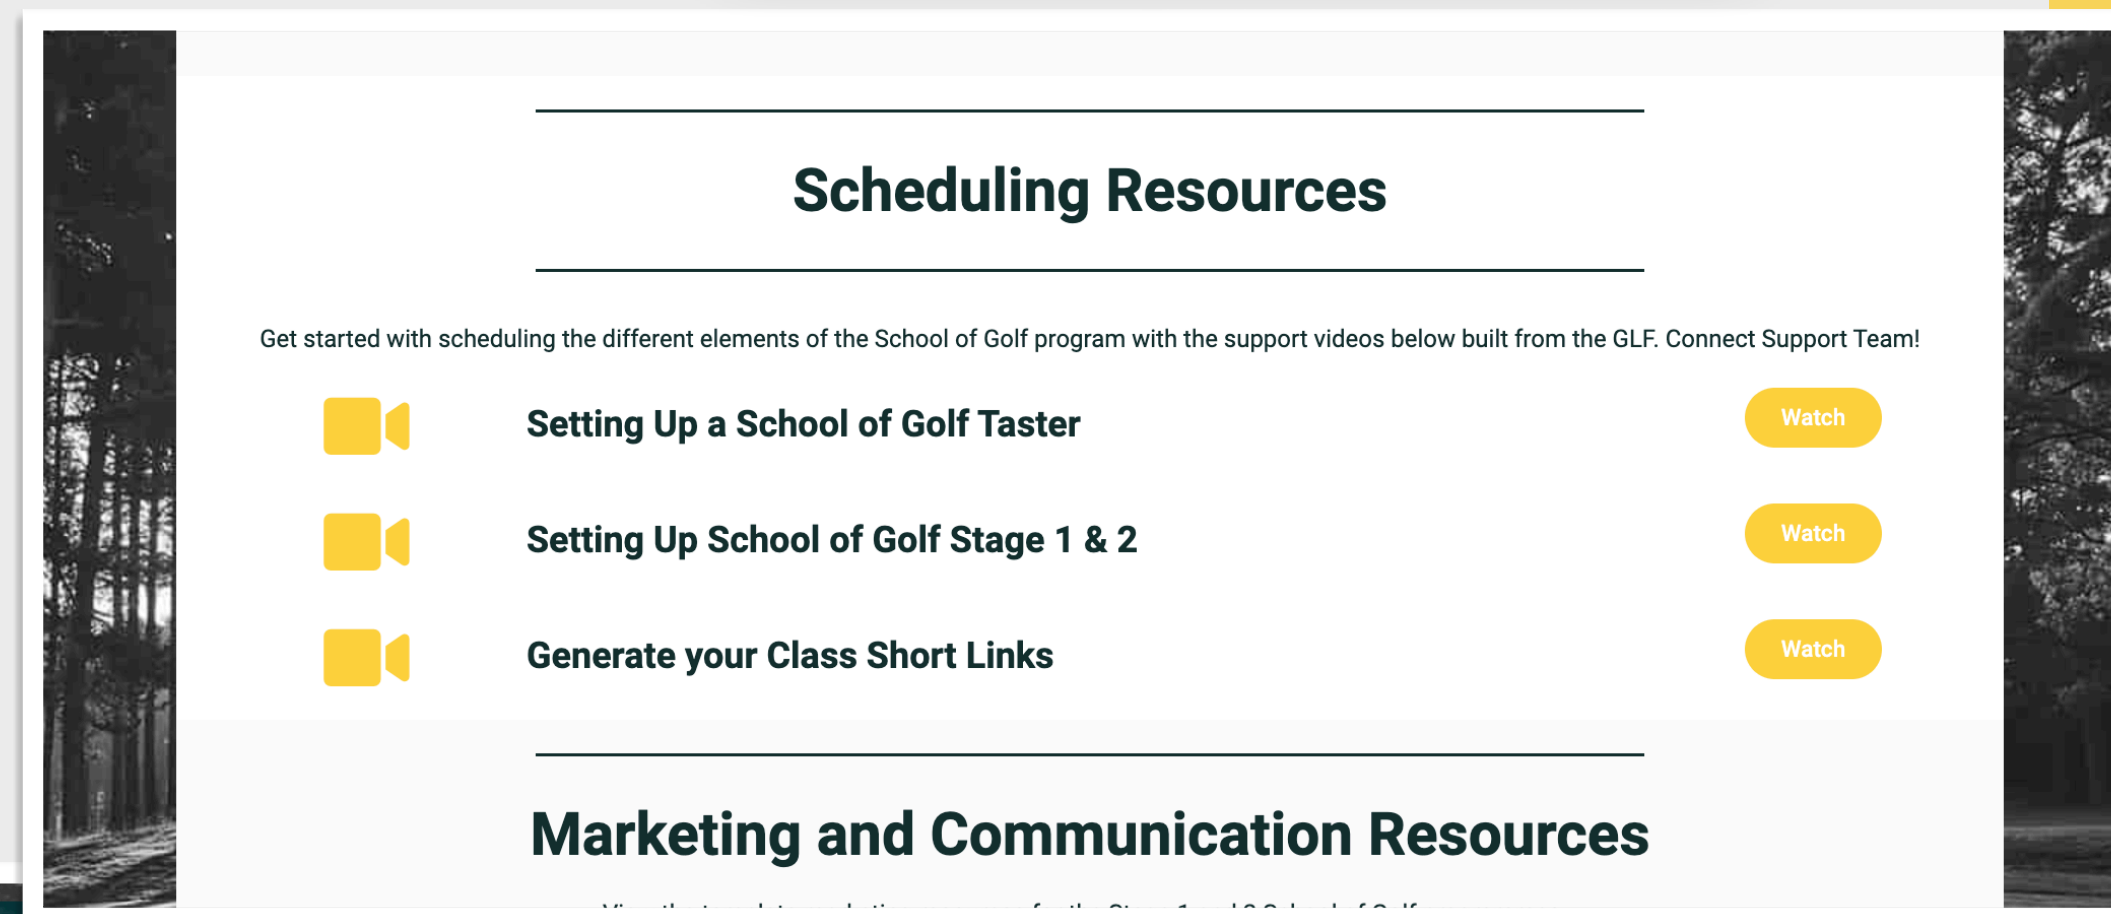 Scheduling Resources
Get started with scheduling the different elements of the School of Golf program with the support videos below built from the GLF. Connect Support Team!
Setting Up a School of Golf Taster
Watch
Setting Up School of Golf Stage 1 & 2
Watch
Generate your Class Short Links
Watch
Marketing and Communication Resources